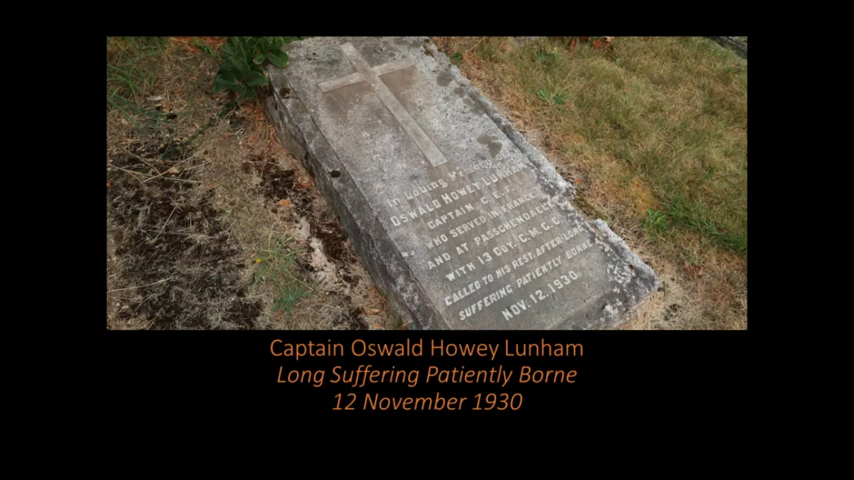 In Loving Memory
OSWALD HOWEY LUNHAM
CAPTAIN C.E.F.
WHO SERVED IN FRANCE
AND AT PASSCHENDAELE
WITH 13 COY. C.M.G.C.
CALLED TO HIS REST AFTER LONG
SUFFERING PATIENTLY BORNE
NOV. 12, 1930.
Captain Oswald Howey Lunham
Long Suffering Patiently Borne
12 November 1930